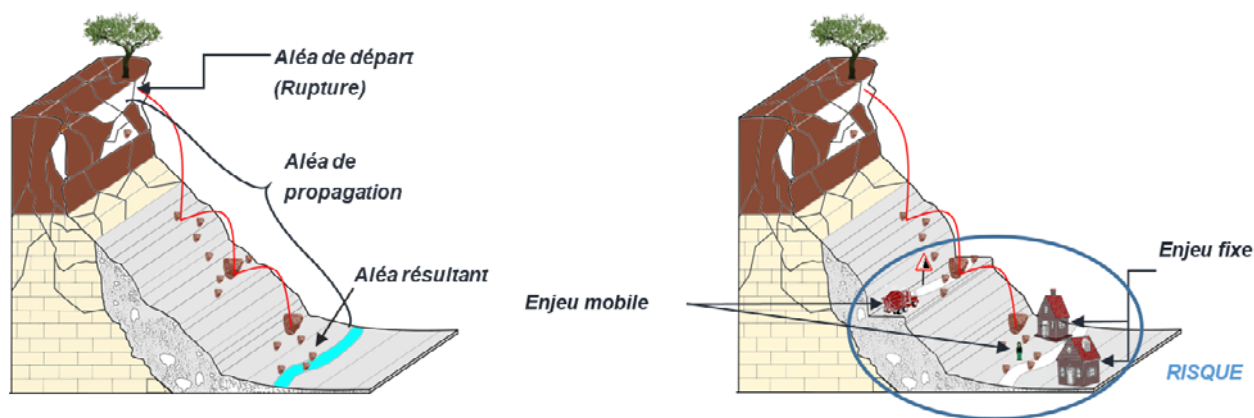 Aléa de départ
(Rupture)
Aléa de
propagation
Aléa résultant
Enjeu mobile
Enjeu fixe
RISQUE